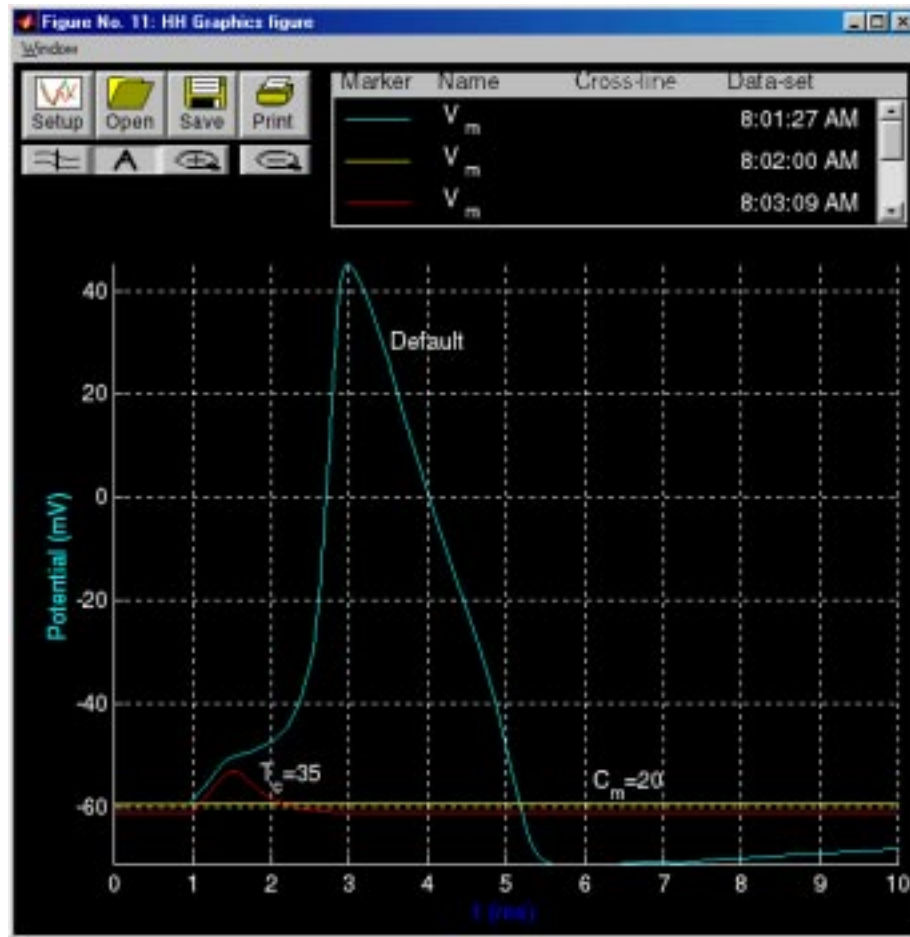 Figure No. 11: HH Graphics figure
Window
Setup Open Save Print
Marker Name Cross-line Data-set
V m 8:01:27 AM
V m 8:02:00 AM
V m 8:03:09 AM
40
Default
20
0
Potential (mV)
-20
-40
T c =35
C m =20
-60
0 1 2 3 4 5 6 7 8 9 10
t (ms)